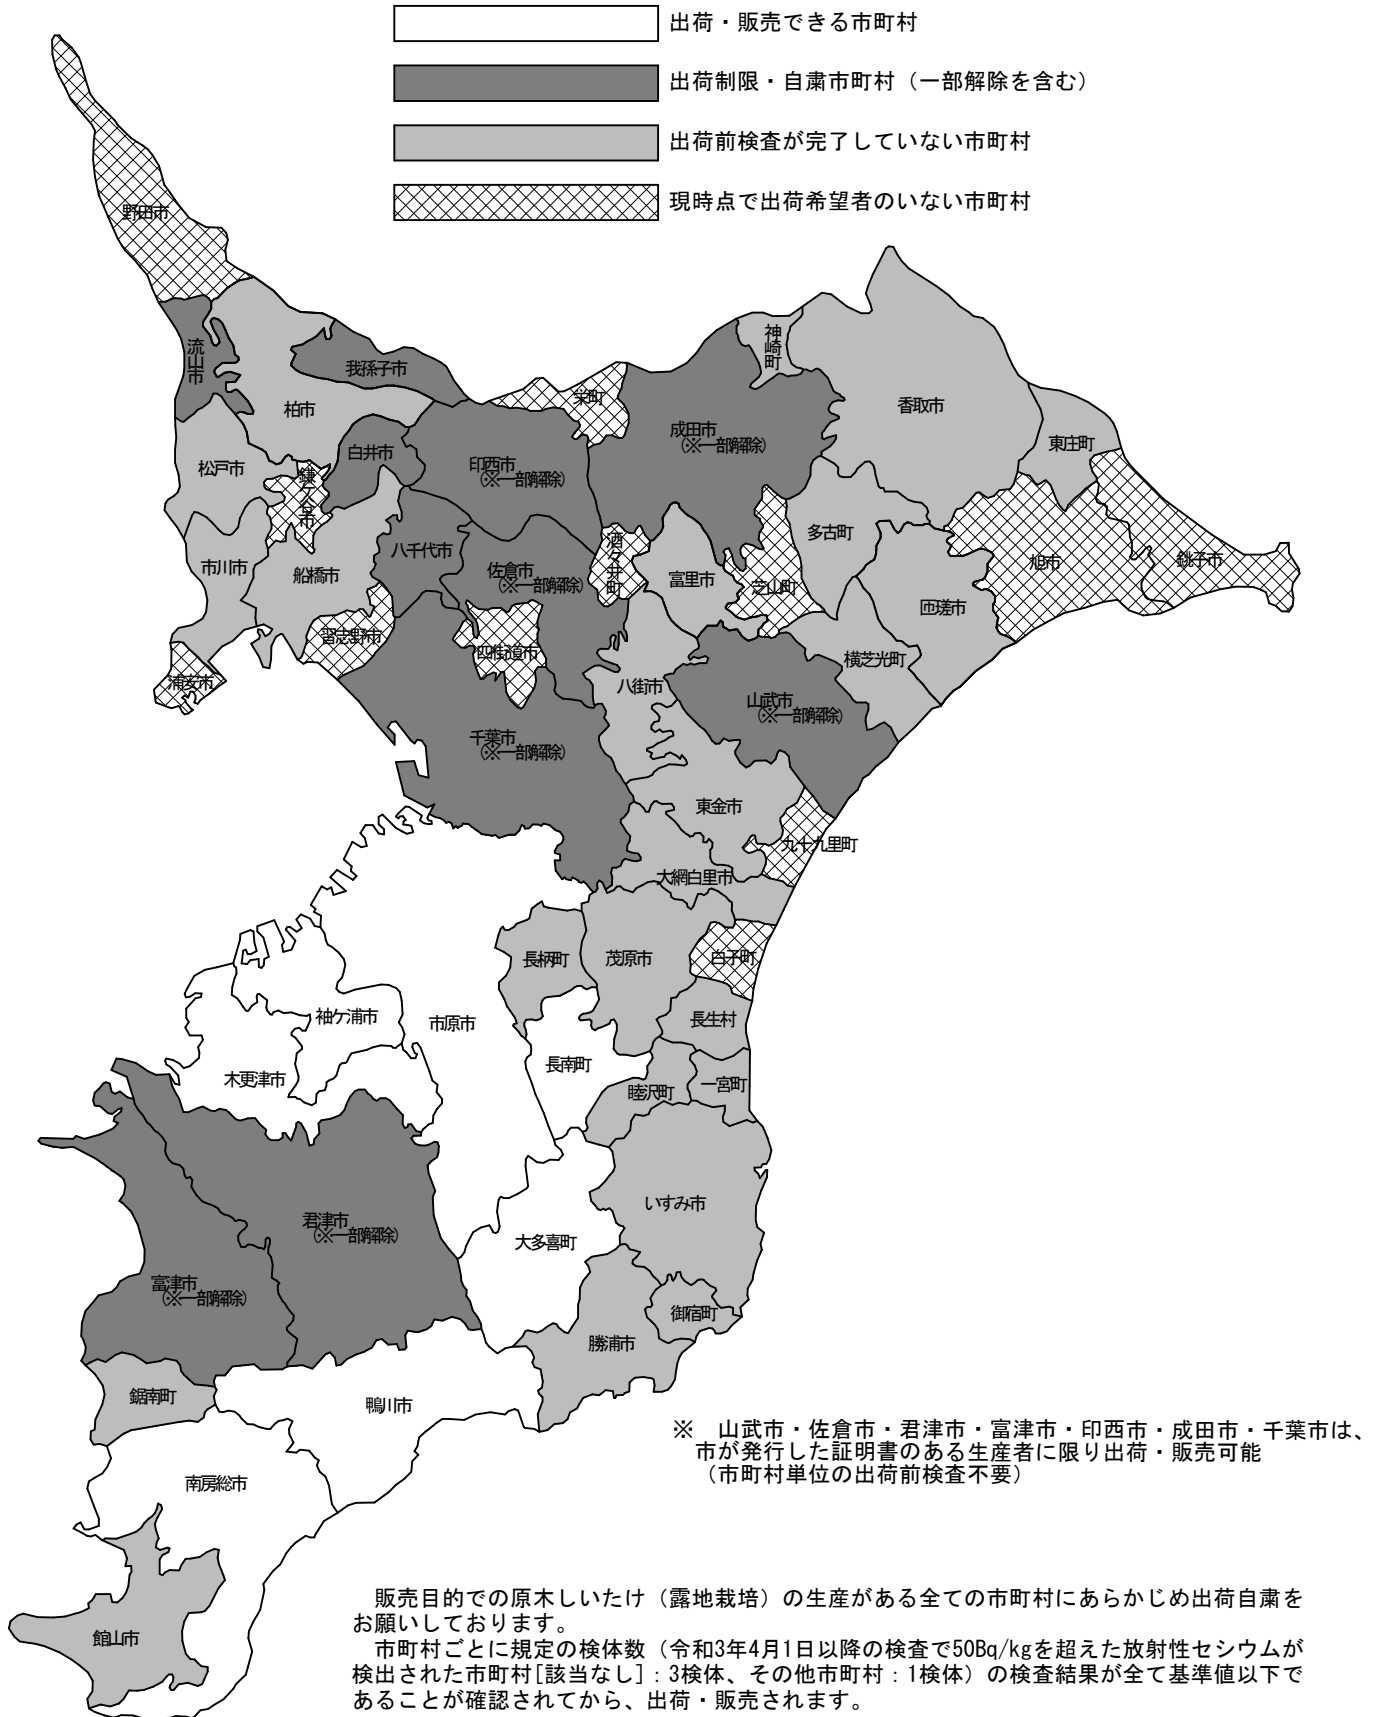 出荷・販売できる市町村
出荷制限・自粛市町村（一部解除を含む）
出荷前検査が完了していない市町村
現時点で出荷希望者のいない市町村
野田市
流山市
我孫子市
柏市
神崎町
栄町
成田市
(※一部解除)
香取市
東庄町
松戸市
鎌ケ谷市
白井市
印西市
(※一部解除)
多古町
銚子市
旭市
市川市
船橋市
八千代市
佐倉市
(※一部解除)
酒々井町
富里市
芝山町
匝瑳市
習志野市
四街道市
浦安市
八街市
横芝光町
山武市
(※一部解除)
千葉市
(※一部解除)
東金市
九十九里町
大網白里市
長柄町
茂原市
白子町
袖ケ浦市
市原市
長生村
木更津市
長南町
睦沢町
一宮町
いすみ市
君津市
(※一部解除)
大多喜町
富津市
(※一部解除)
御宿町
勝浦市
鋸南町
鴨川市
南房総市
館山市
※　山武市・佐倉市・君津市・富津市・印西市・成田市・千葉市は、
市が発行した証明書のある生産者に限り出荷・販売可能
（市町村単位の出荷前検査不要）
販売目的での原木しいたけ（露地栽培）の生産がある全ての市町村にあらかじめ出荷自粛を
お願いしております。
市町村ごとに規定の検体数（令和3年4月1日以降の検査で50Bq/kgを超えた放射性セシウムが
検出された市町村[該当なし]：3検体、その他市町村：1検体）の検査結果が全て基準値以下で
あることが確認されてから、出荷・販売されます。